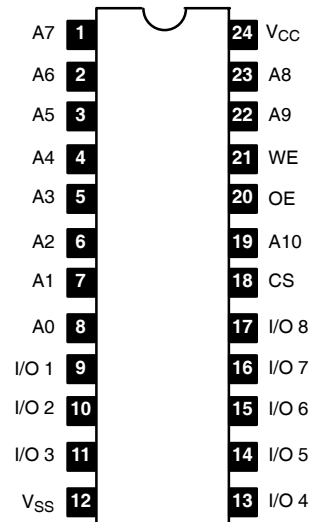 A7 1 24 VCC
A6 2 23 A8
A5 3 22 A9
A4 4 21 WE
A3 5 20 OE
A2 6 19 A10
A1 7 18 CS
A0 8 17 I/O 8
I/O 1 9 16 I/O 7
I/O 2 10 15 I/O 6
I/O 3 11 14 I/O 5
VSS 12 13 I/O 4